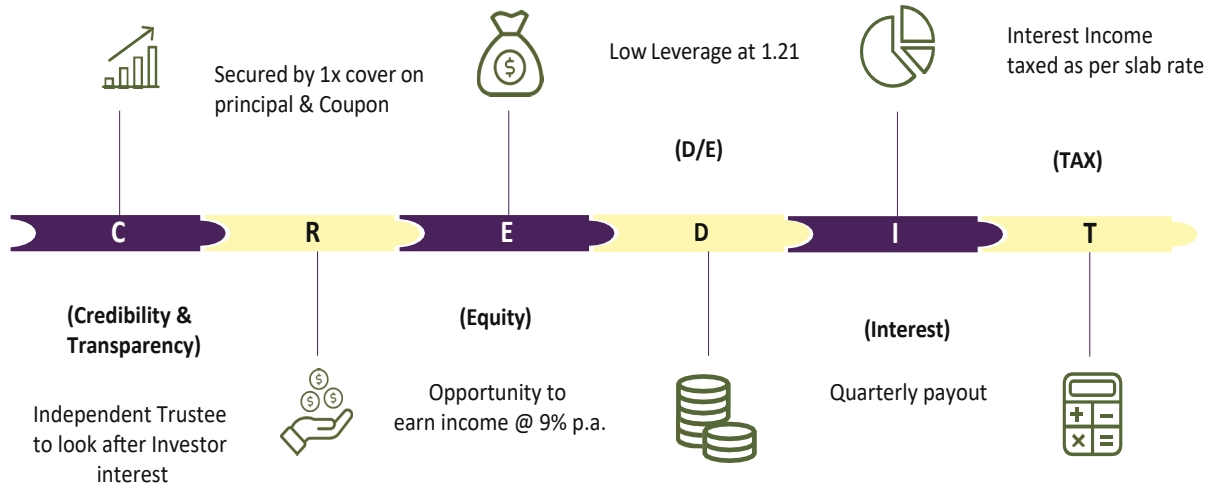 Secured by 1x cover on
principal & Coupon
$
Low Leverage at 1.21
Interest Income
taxed as per slab rate
(D/E)
(TAX)
C
R
E
D
I
T
(Credibility &
Transparency)
(Equity)
(Interest)
Independent Trustee
to look after Investor
interest
$
$ $
Opportunity to
earn income @ 9% p.a.
Quarterly payout
+ −
× =